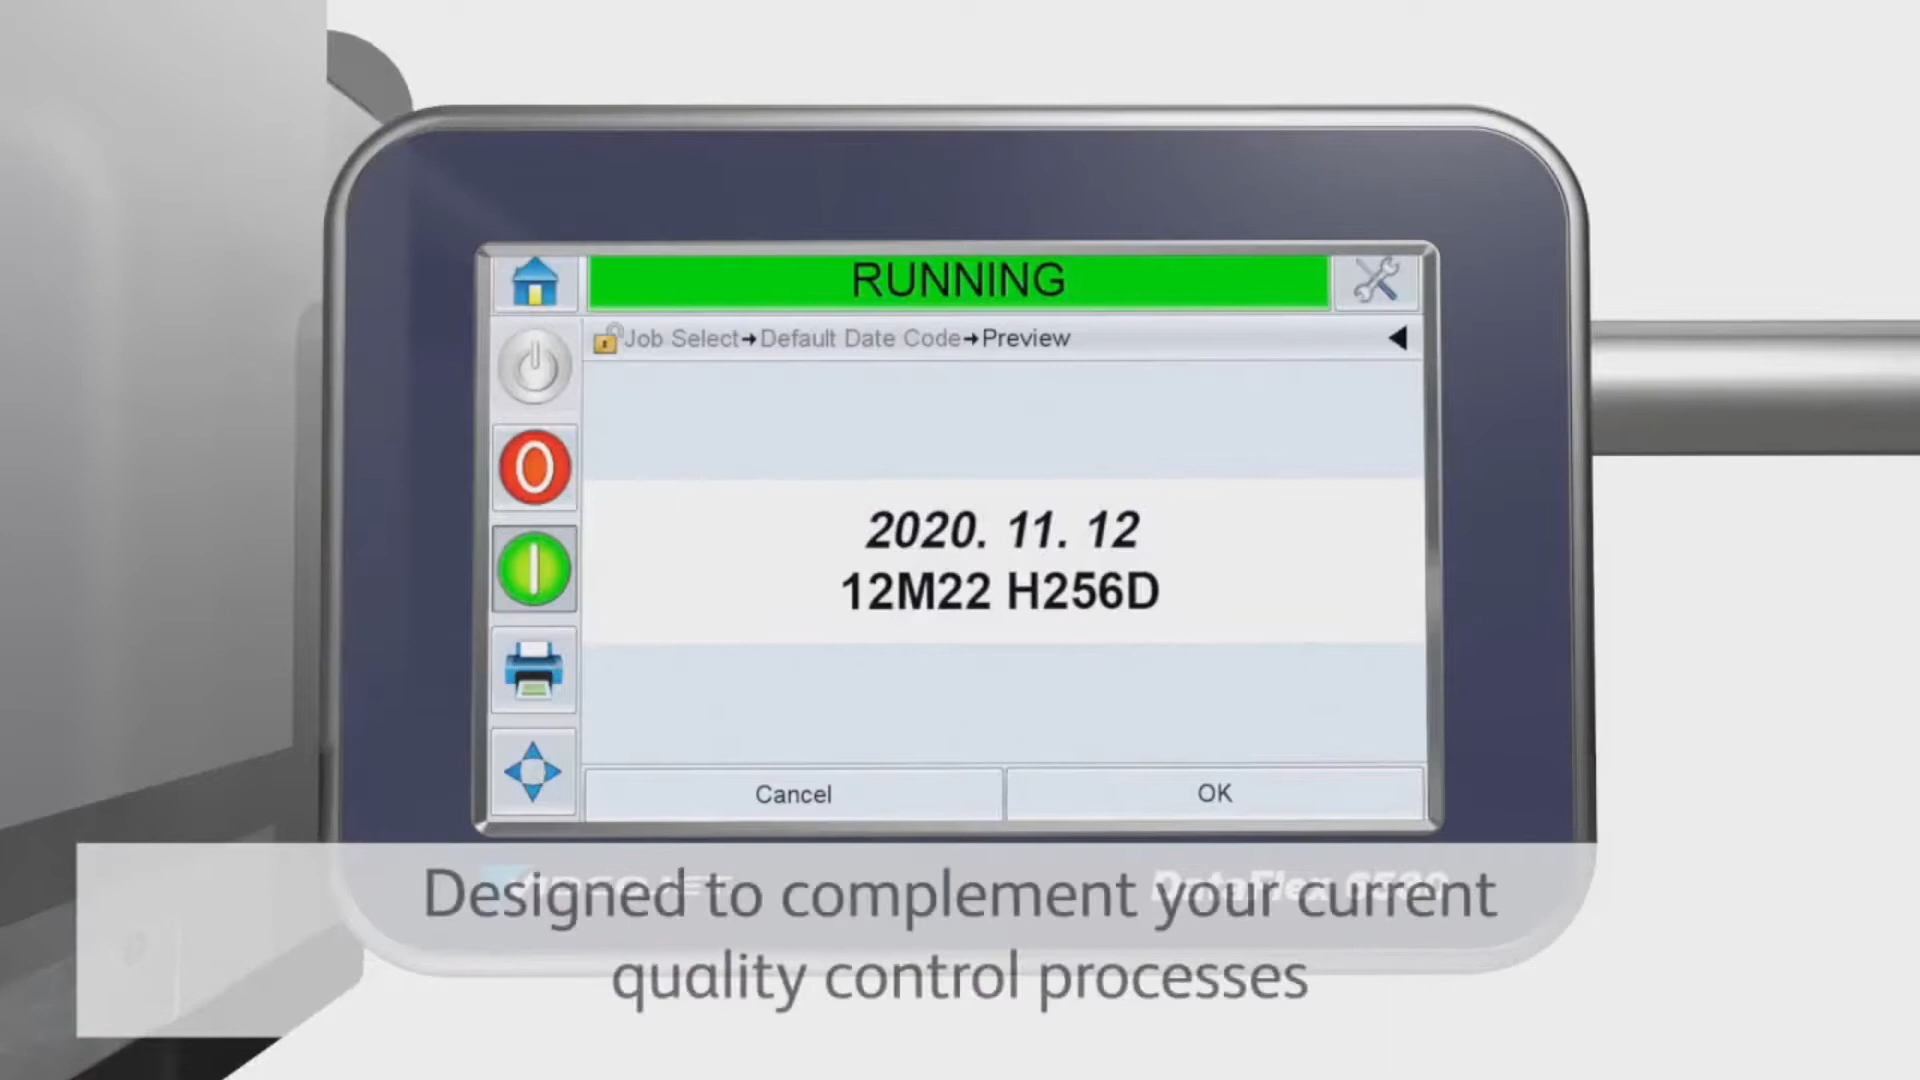 RUNNING
Job Select→Default Date Code→Preview
2020. 11. 12
12M22 H256D
Cancel
OK
Designed to complement your current
quality control processes